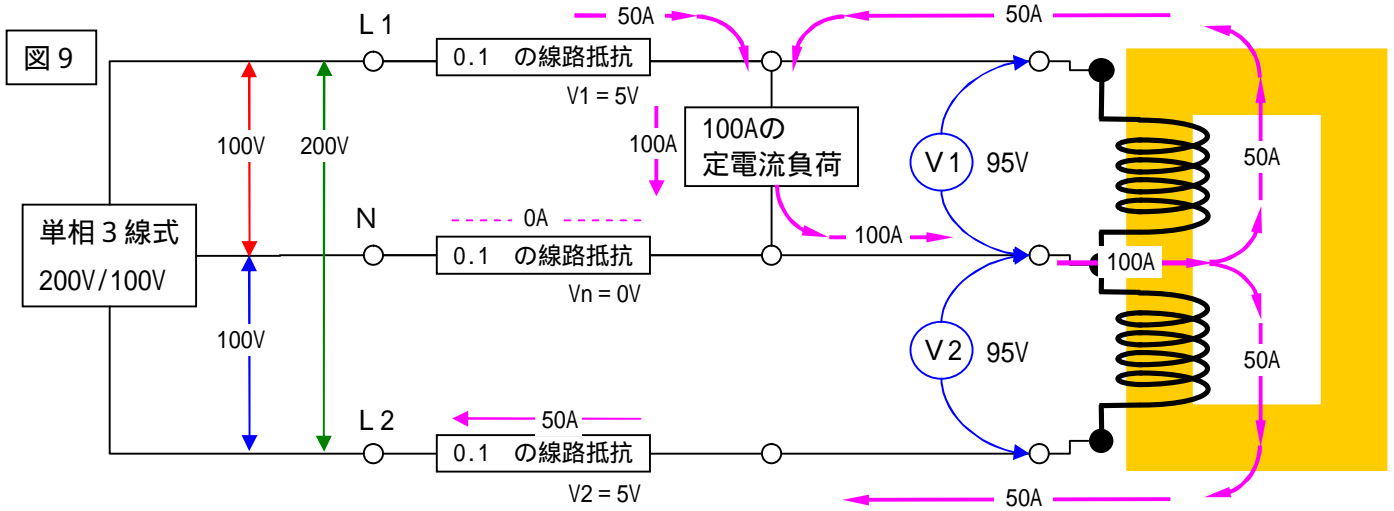 図9
L1
50A
50A
0.1 の線路抵抗
V1=5V
100V
200V
100A
100Aの
定電流負荷
V1
95V
50A
N
0A
単相3線式
200V/100V
0.1 の線路抵抗
Vn=0V
100A
100A
100V
V2
95V
50A
L2
50A
0.1 の線路抵抗
V2=5V
50A